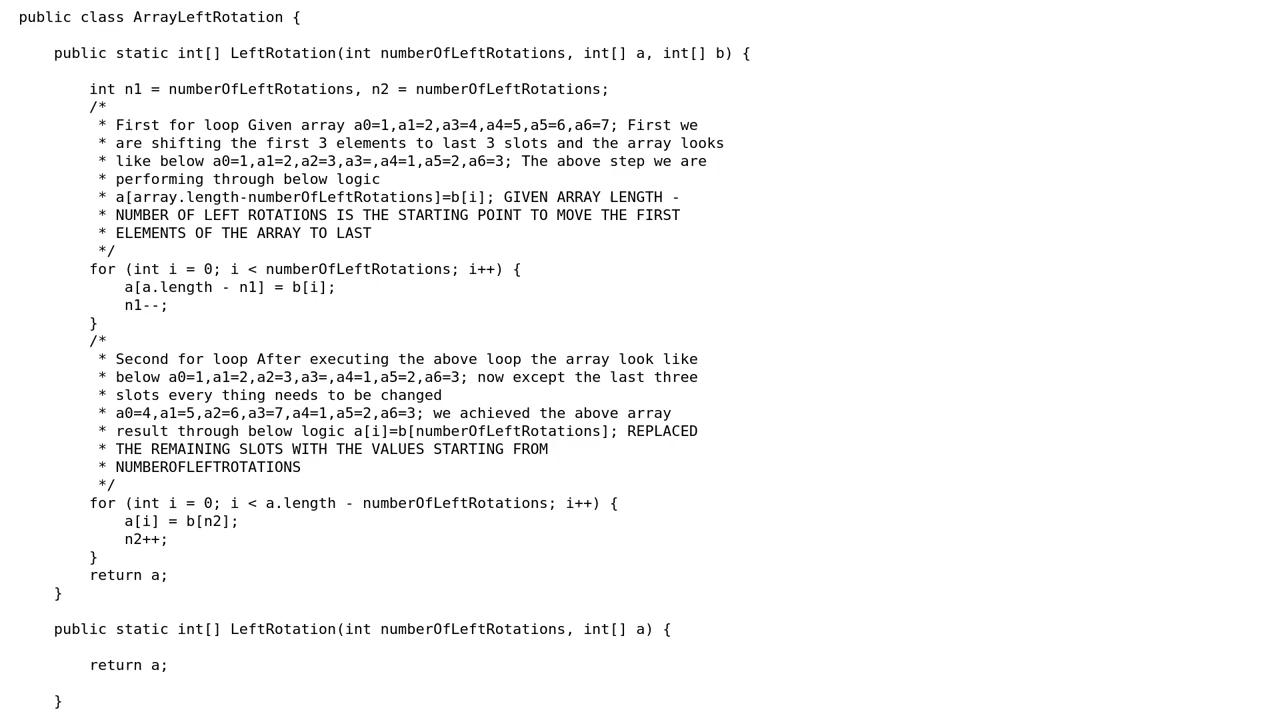 public class ArrayLeftRotation {
    public static int[] LeftRotation(int numberOfLeftRotations, int[] a, int[] b) {
        int n1 = numberOfLeftRotations, n2 = numberOfLeftRotations;
        /*
         * First for loop Given array a0=1,a1=2,a3=4,a4=5,a5=6,a6=7; First we
         * are shifting the first 3 elements to last 3 slots and the array looks
         * like below a0=1,a1=2,a2=3,a3=,a4=1,a5=2,a6=3; The above step we are
         * performing through below logic
         * a[array.length-numberOfLeftRotations]=b[i]; GIVEN ARRAY LENGTH -
         * NUMBER OF LEFT ROTATIONS IS THE STARTING POINT TO MOVE THE FIRST
         * ELEMENTS OF THE ARRAY TO LAST
         */
        for (int i = 0; i < numberOfLeftRotations; i++) {
            a[a.length - n1] = b[i];
            n1--;
        }
        /*
         * Second for loop After executing the above loop the array look like
         * below a0=1,a1=2,a2=3,a3=,a4=1,a5=2,a6=3; now except the last three
         * slots every thing needs to be changed
         * a0=4,a1=5,a2=6,a3=7,a4=1,a5=2,a6=3; we achieved the above array
         * result through below logic a[i]=b[numberOfLeftRotations]; REPLACED
         * THE REMAINING SLOTS WITH THE VALUES STARTING FROM
         * NUMBEROFLEFTROTATIONS
         */
        for (int i = 0; i < a.length - numberOfLeftRotations; i++) {
            a[i] = b[n2];
            n2++;
        }
        return a;
    }
    public static int[] LeftRotation(int numberOfLeftRotations, int[] a) {
        return a;
    }